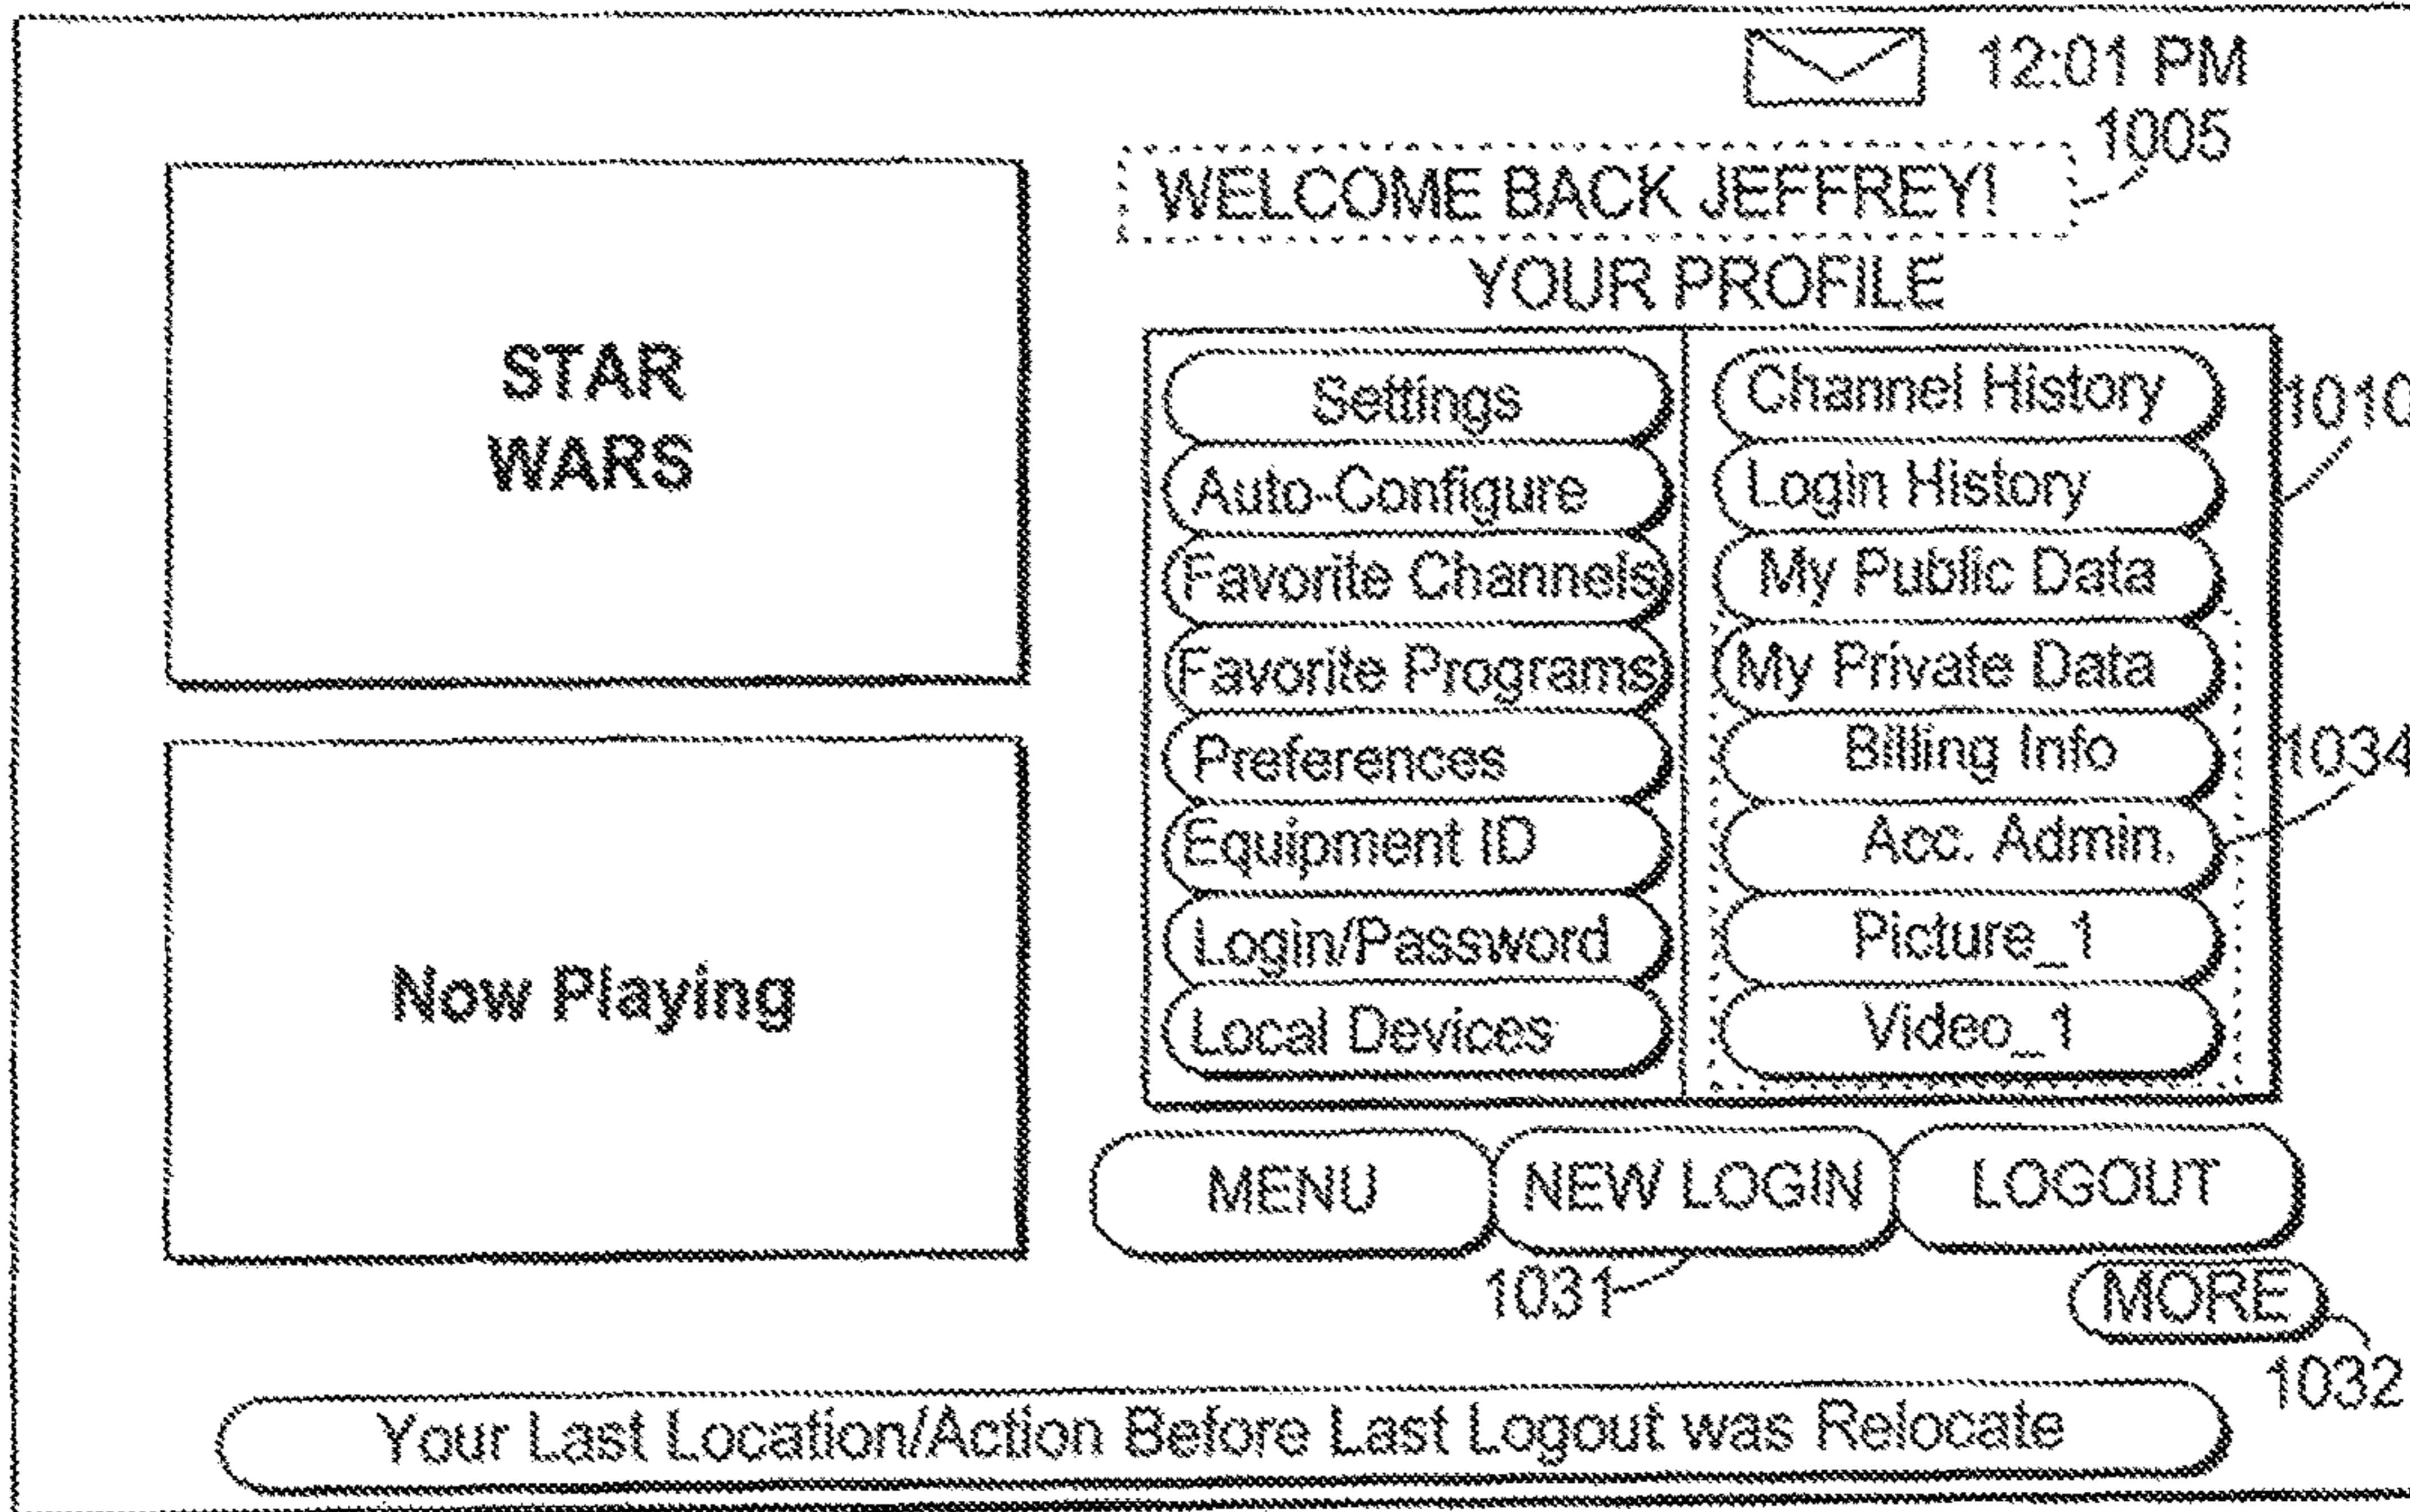 12:01 PM
1005
WELCOME BACK JEFFREY!
YOUR PROFILE
STAR
WARS
Now Playing
Settings
Auto-Configure
Favorite Channels
Favorite Programs
Preferences
Equipment ID
Login/Password
Local Devices
Channel History
Login History
My Public Data
My Private Data
Billing Info
Acc. Admin.
Picture_1
Video_1
1010
1034
MENU
NEW LOGIN
LOGOUT
1031
MORE
1032
Your Last Location/Action Before Last Logout was Relocate